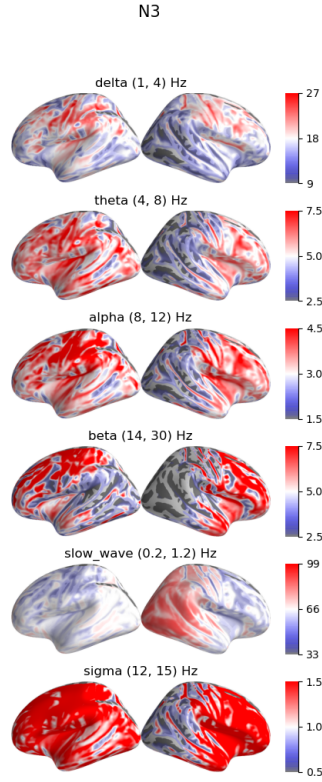 N3
delta (1, 4) Hz
27
18
9
theta (4, 8) Hz
7.5
5.0
2.5
alpha (8, 12) Hz
4.5
3.0
1.5
beta (14, 30) Hz
7.5
5.0
2.5
slow_wave (0.2, 1.2) Hz
99
66
33
sigma (12, 15) Hz
1.5
1.0
0.5